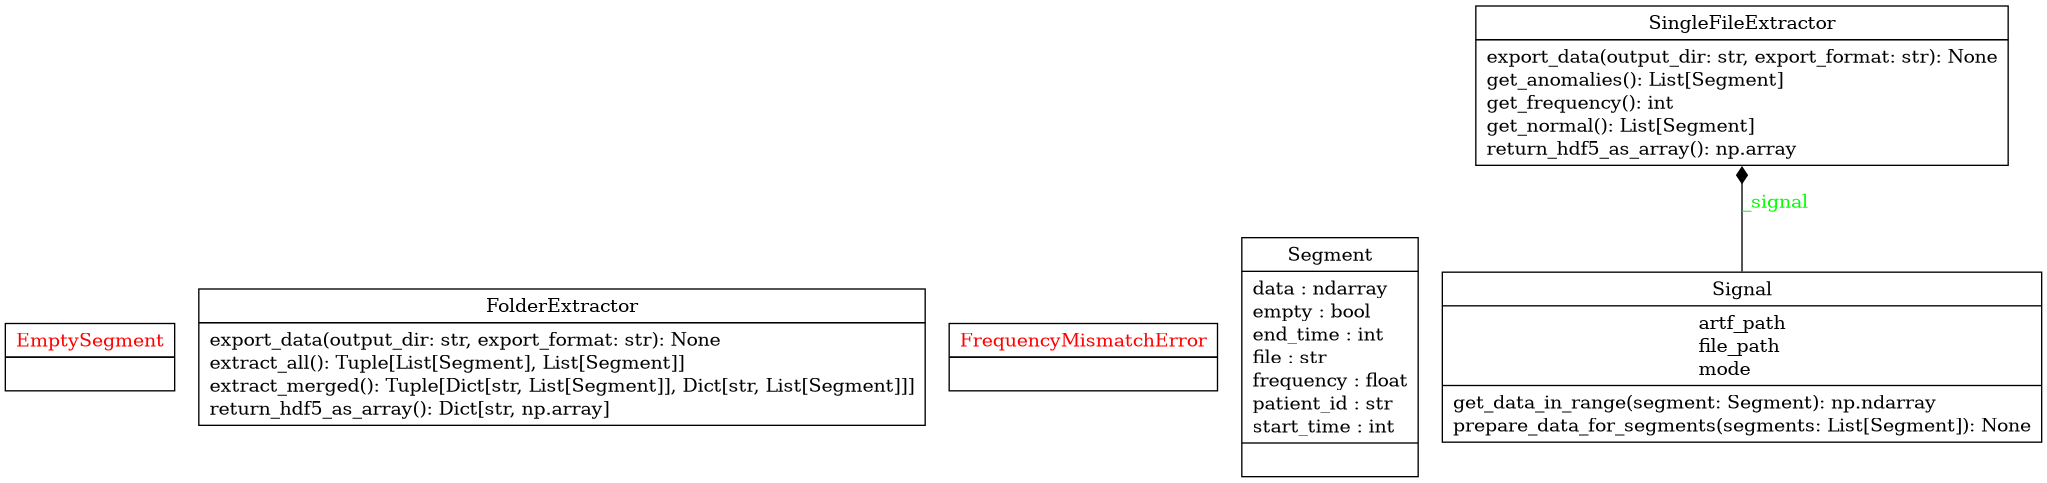 SingleFileExtractor
export_data(output_dir: str, export_format: str): None
get_anomalies(): List[Segment]
get_frequency(): int
get_normal(): List[Segment]
return_hdf5_as_array(): np.array
_signal
EmptySegment
FolderExtractor
export_data(output_dir: str, export_format: str): None
extract_all(): Tuple[List[Segment], List[Segment]]
extract_merged(): Tuple[Dict[str, List[Segment]], Dict[str, List[Segment]]]
return_hdf5_as_array(): Dict[str, np.array]
FrequencyMismatchError
Segment
data : ndarray
empty : bool
end_time : int
file : str
frequency : float
patient_id : str
start_time : int
Signal
artf_path
file_path
mode
get_data_in_range(segment: Segment): np.ndarray
prepare_data_for_segments(segments: List[Segment]): None